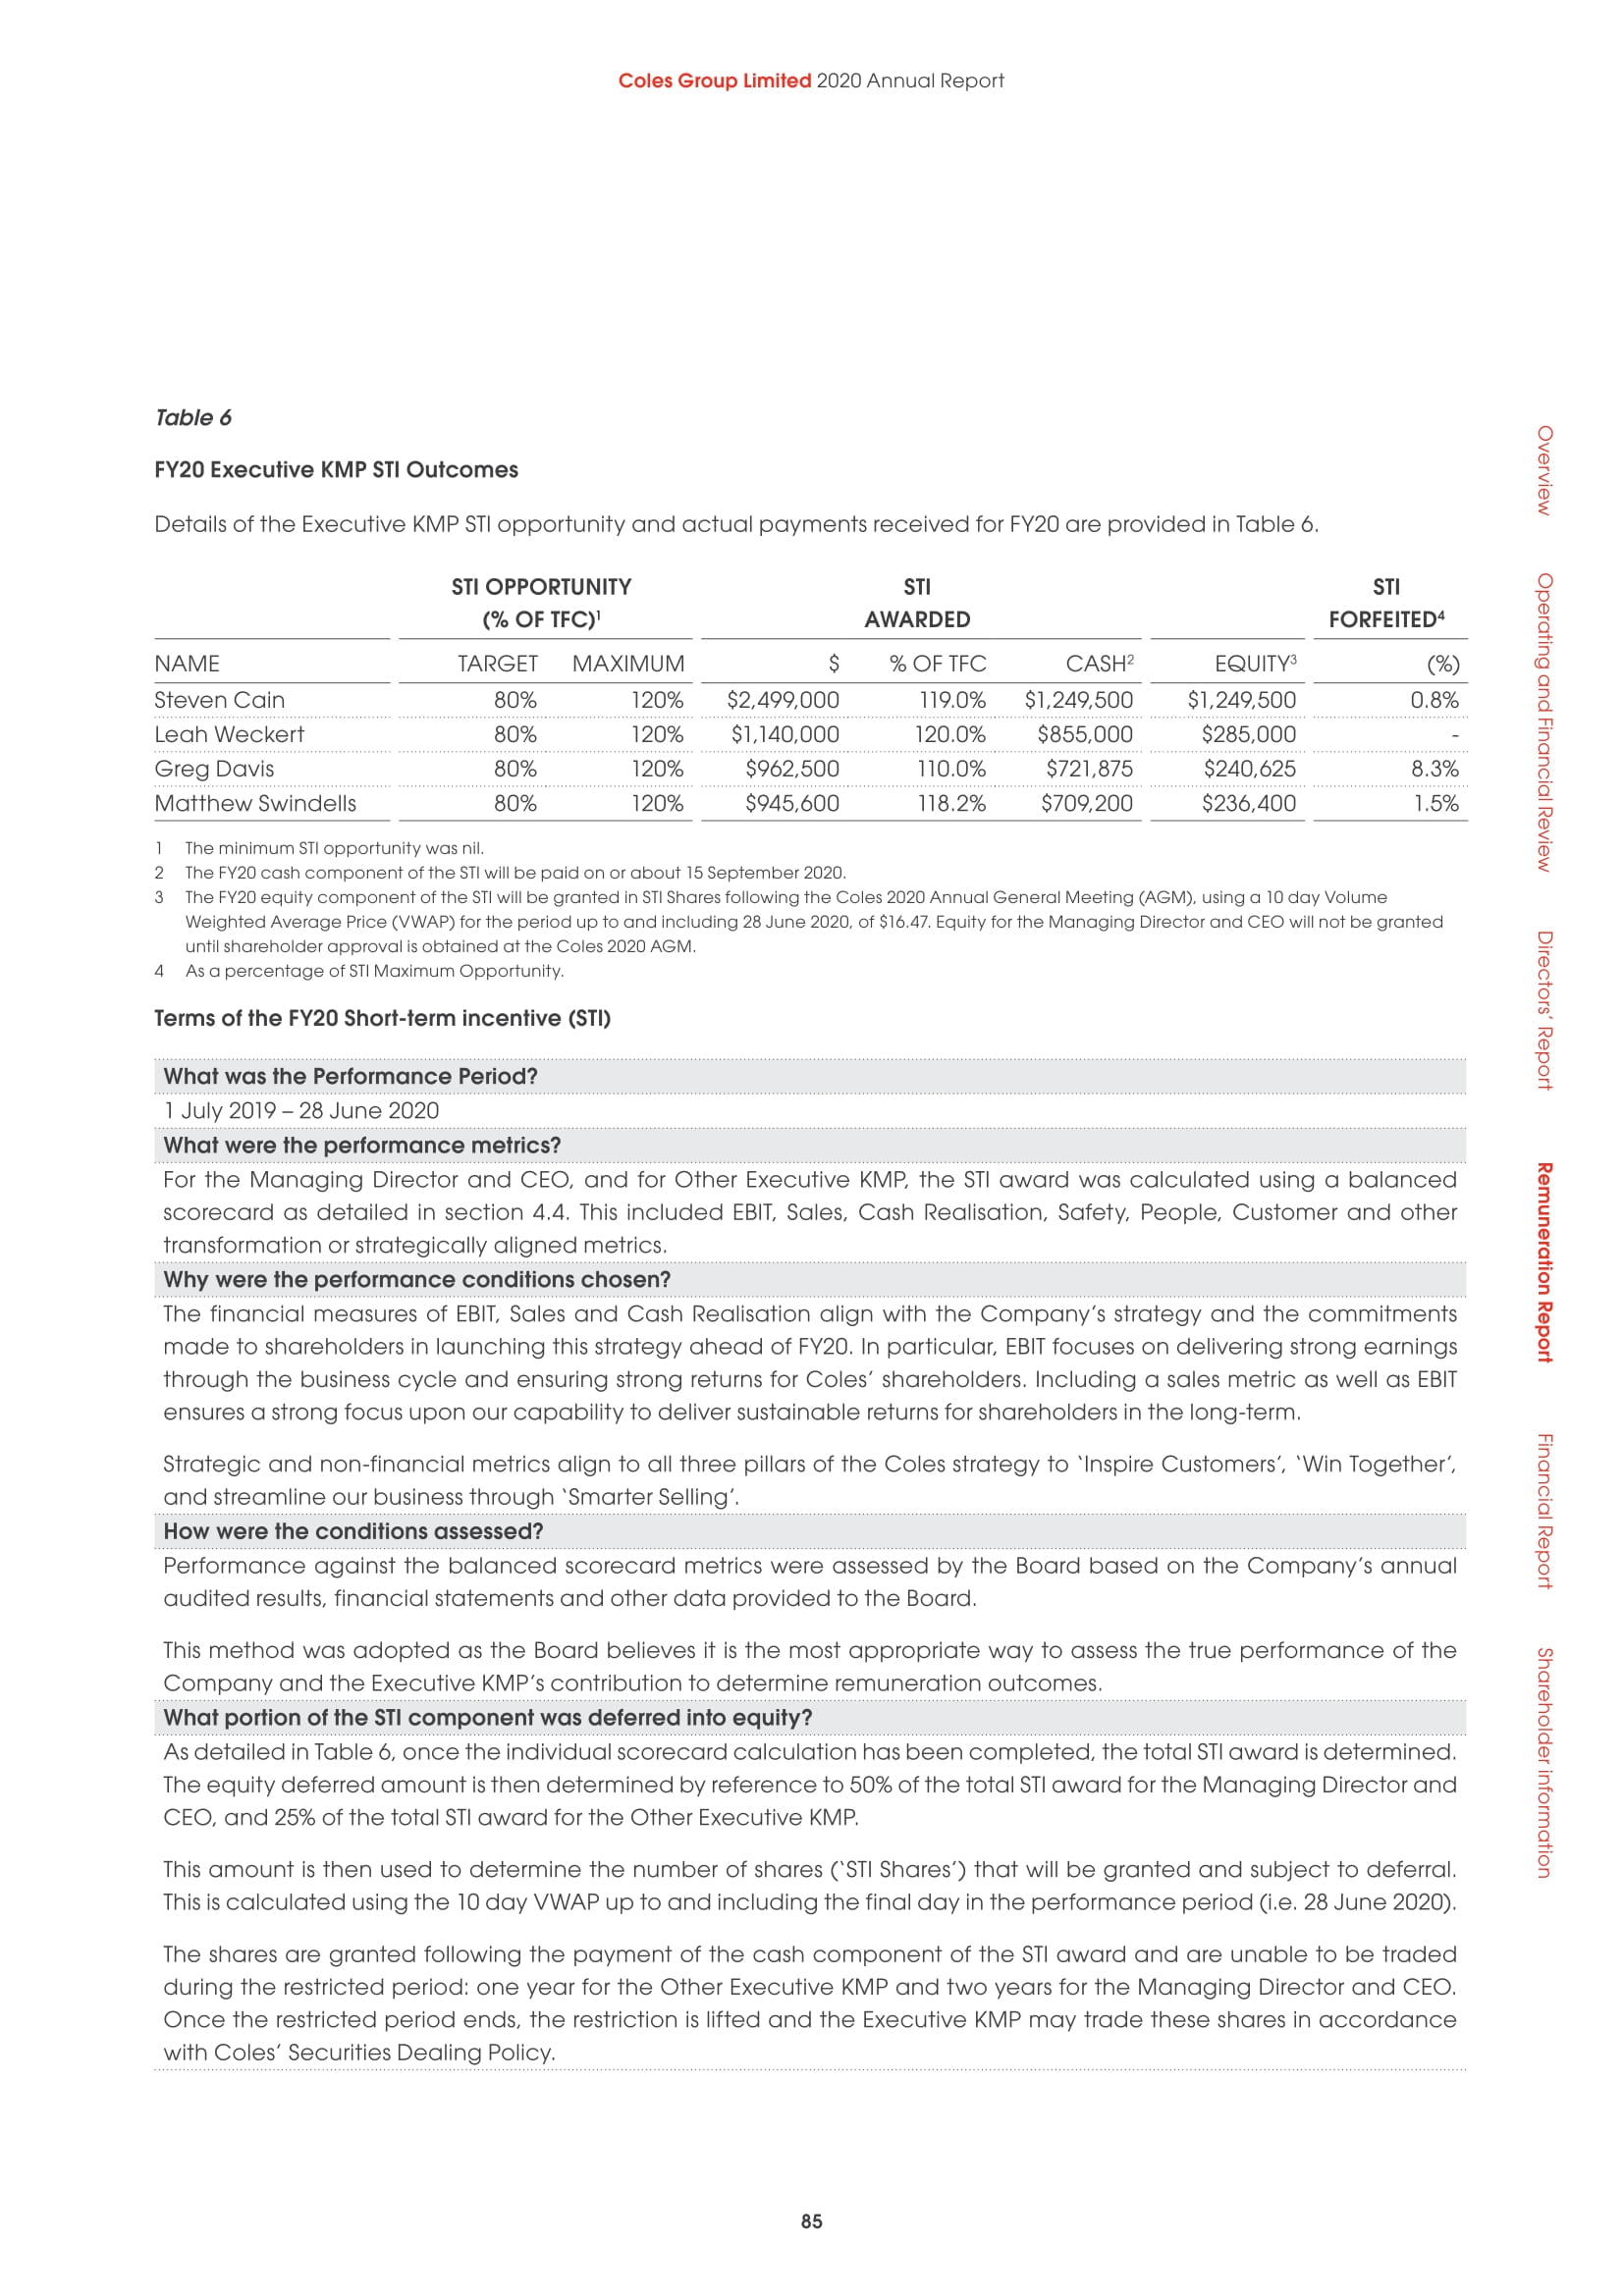 Coles Group Limited 2020 Annual Report
Table 6
FY20 Executive KMP STI Outcomes
Details of the Executive KMP STI opportunity and actual payments received for FY20 are provided in Table 6.
STI OPPORTUNITY STI STI
(% OF TFC)¹ AWARDED FORFEITED⁴
NAME TARGET MAXIMUM $ % OF TFC CASH² EQUITY³ (%)
Steven Cain 80% 120% $2,499,000 119.0% $1,249,500 $1,249,500 0.8%
Leah Weckert 80% 120% $1,140,000 120.0% $855,000 $285,000 -
Greg Davis 80% 120% $962,500 110.0% $721,875 $240,625 8.3%
Matthew Swindells 80% 120% $945,600 118.2% $709,200 $236,400 1.5%
1 The minimum STI opportunity was nil.
2 The FY20 cash component of the STI will be paid on or about 15 September 2020.
3 The FY20 equity component of the STI will be granted in STI Shares following the Coles 2020 Annual General Meeting (AGM), using a 10 day Volume
Weighted Average Price (VWAP) for the period up to and including 28 June 2020, of $16.47. Equity for the Managing Director and CEO will not be granted
until shareholder approval is obtained at the Coles 2020 AGM.
4 As a percentage of STI Maximum Opportunity.
Terms of the FY20 Short-term incentive (STI)
What was the Performance Period?
1 July 2019 – 28 June 2020
What were the performance metrics?
For the Managing Director and CEO, and for Other Executive KMP, the STI award was calculated using a balanced
scorecard as detailed in section 4.4. This included EBIT, Sales, Cash Realisation, Safety, People, Customer and other
transformation or strategically aligned metrics.
Why were the performance conditions chosen?
The financial measures of EBIT, Sales and Cash Realisation align with the Company's strategy and the commitments
made to shareholders in launching this strategy ahead of FY20. In particular, EBIT focuses on delivering strong earnings
through the business cycle and ensuring strong returns for Coles' shareholders. Including a sales metric as well as EBIT
ensures a strong focus upon our capability to deliver sustainable returns for shareholders in the long-term.
Strategic and non-financial metrics align to all three pillars of the Coles strategy to 'Inspire Customers', 'Win Together',
and streamline our business through 'Smarter Selling'.
How were the conditions assessed?
Performance against the balanced scorecard metrics were assessed by the Board based on the Company's annual
audited results, financial statements and other data provided to the Board.
This method was adopted as the Board believes it is the most appropriate way to assess the true performance of the
Company and the Executive KMP's contribution to determine remuneration outcomes.
What portion of the STI component was deferred into equity?
As detailed in Table 6, once the individual scorecard calculation has been completed, the total STI award is determined.
The equity deferred amount is then determined by reference to 50% of the total STI award for the Managing Director and
CEO, and 25% of the total STI award for the Other Executive KMP.
This amount is then used to determine the number of shares ('STI Shares') that will be granted and subject to deferral.
This is calculated using the 10 day VWAP up to and including the final day in the performance period (i.e. 28 June 2020).
The shares are granted following the payment of the cash component of the STI award and are unable to be traded
during the restricted period: one year for the Other Executive KMP and two years for the Managing Director and CEO.
Once the restricted period ends, the restriction is lifted and the Executive KMP may trade these shares in accordance
with Coles' Securities Dealing Policy.
Overview
Operating and Financial Review
Directors' Report
Remuneration Report
Financial Report
Shareholder information
85